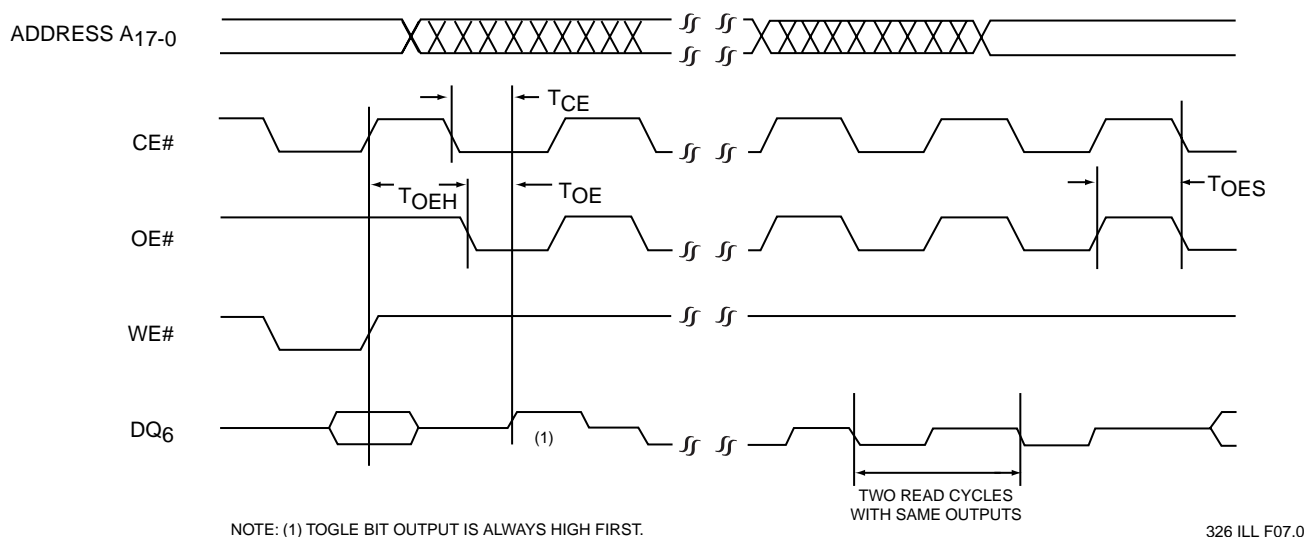 ADDRESS A17-0
TCE
CE#
TOEH TOE TOES
OE#
WE#
DQ6
(1)
TWO READ CYCLES
WITH SAME OUTPUTS
NOTE: (1) TOGLE BIT OUTPUT IS ALWAYS HIGH FIRST.
326 ILL F07.0